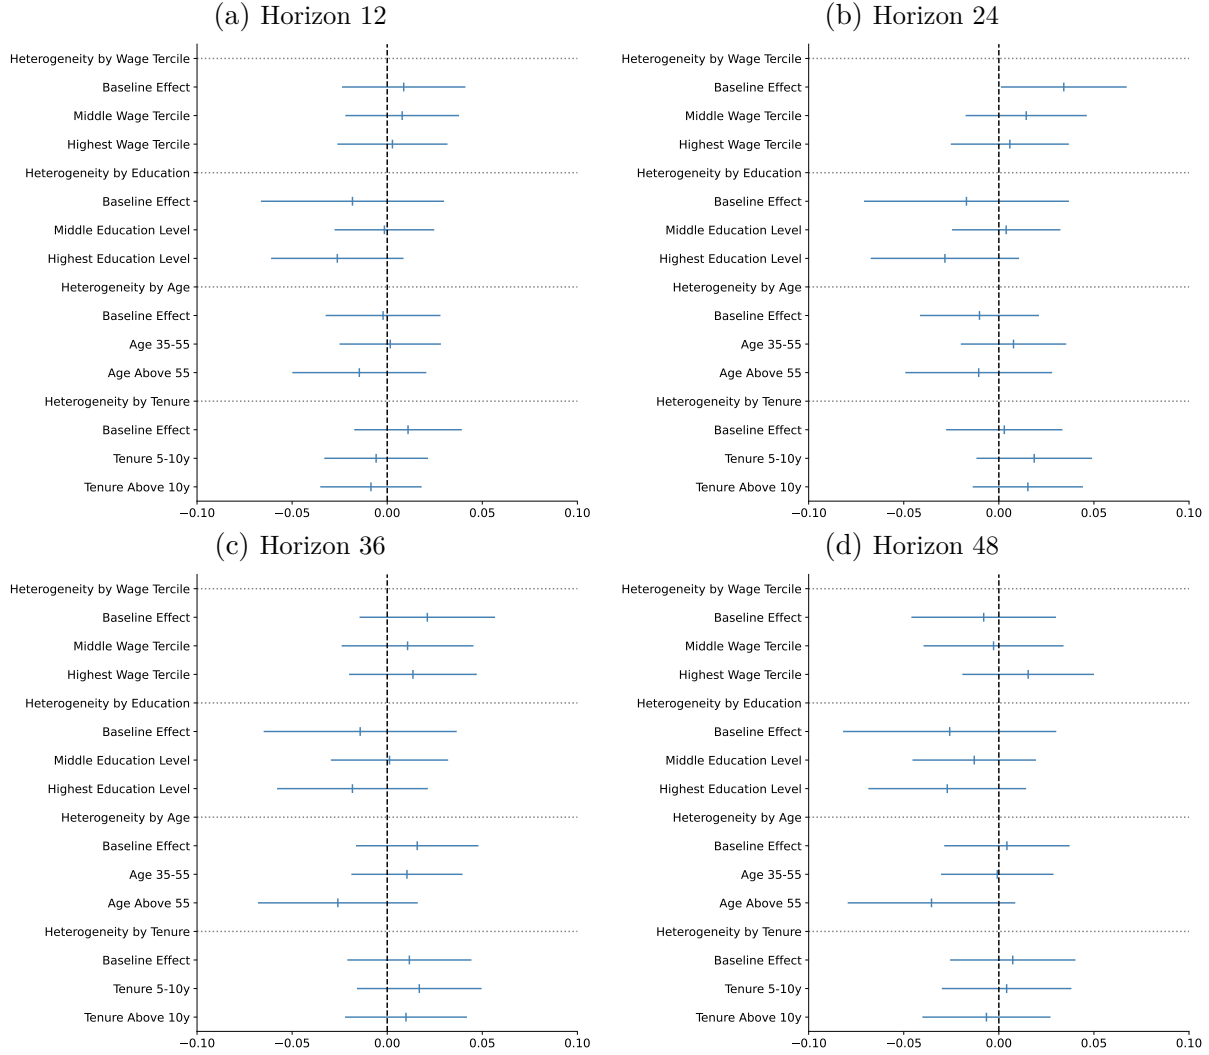 (a) Horizon 12
Heterogeneity by Wage Tercile
Baseline Effect
Middle Wage Tercile
Highest Wage Tercile
Heterogeneity by Education
Baseline Effect
Middle Education Level
Highest Education Level
Heterogeneity by Age
Baseline Effect
Age 35-55
Age Above 55
Heterogeneity by Tenure
Baseline Effect
Tenure 5-10y
Tenure Above 10y
−0.10 −0.05 0.00 0.05 0.10
(b) Horizon 24
Heterogeneity by Wage Tercile
Baseline Effect
Middle Wage Tercile
Highest Wage Tercile
Heterogeneity by Education
Baseline Effect
Middle Education Level
Highest Education Level
Heterogeneity by Age
Baseline Effect
Age 35-55
Age Above 55
Heterogeneity by Tenure
Baseline Effect
Tenure 5-10y
Tenure Above 10y
−0.10 −0.05 0.00 0.05 0.10
(c) Horizon 36
Heterogeneity by Wage Tercile
Baseline Effect
Middle Wage Tercile
Highest Wage Tercile
Heterogeneity by Education
Baseline Effect
Middle Education Level
Highest Education Level
Heterogeneity by Age
Baseline Effect
Age 35-55
Age Above 55
Heterogeneity by Tenure
Baseline Effect
Tenure 5-10y
Tenure Above 10y
−0.10 −0.05 0.00 0.05 0.10
(d) Horizon 48
Heterogeneity by Wage Tercile
Baseline Effect
Middle Wage Tercile
Highest Wage Tercile
Heterogeneity by Education
Baseline Effect
Middle Education Level
Highest Education Level
Heterogeneity by Age
Baseline Effect
Age 35-55
Age Above 55
Heterogeneity by Tenure
Baseline Effect
Tenure 5-10y
Tenure Above 10y
−0.10 −0.05 0.00 0.05 0.10